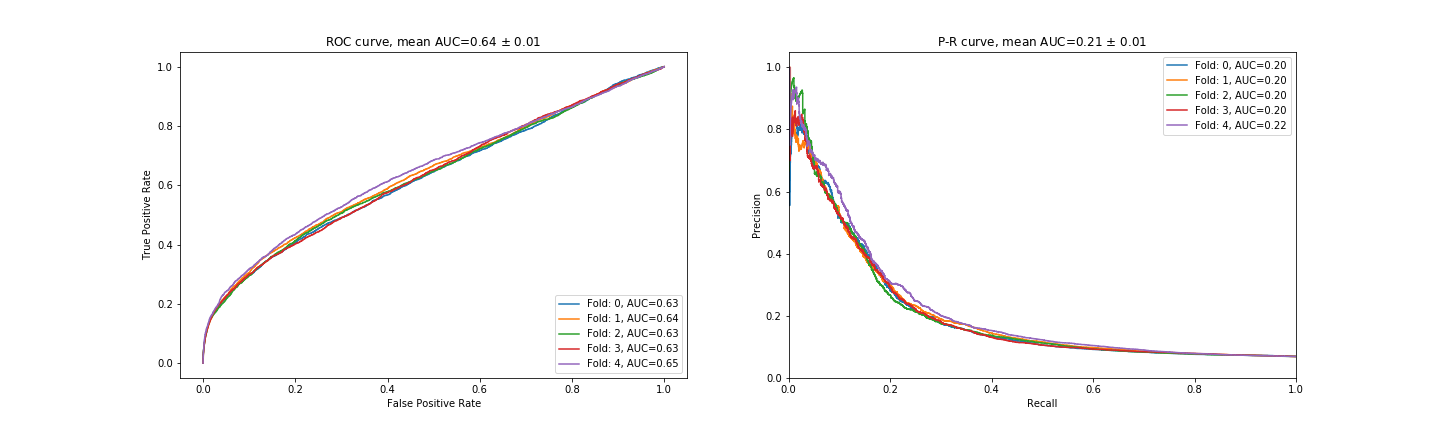 ROC curve, mean AUC=0.64 ± 0.01
True Positive Rate
1.0
0.8
0.6
0.4
0.2
0.0
0.0 0.2 0.4 0.6 0.8 1.0
False Positive Rate
Fold: 0, AUC=0.63
Fold: 1, AUC=0.64
Fold: 2, AUC=0.63
Fold: 3, AUC=0.63
Fold: 4, AUC=0.65
P-R curve, mean AUC=0.21 ± 0.01
Precision
1.0
0.8
0.6
0.4
0.2
0.0
0.0 0.2 0.4 0.6 0.8 1.0
Recall
Fold: 0, AUC=0.20
Fold: 1, AUC=0.20
Fold: 2, AUC=0.20
Fold: 3, AUC=0.20
Fold: 4, AUC=0.22